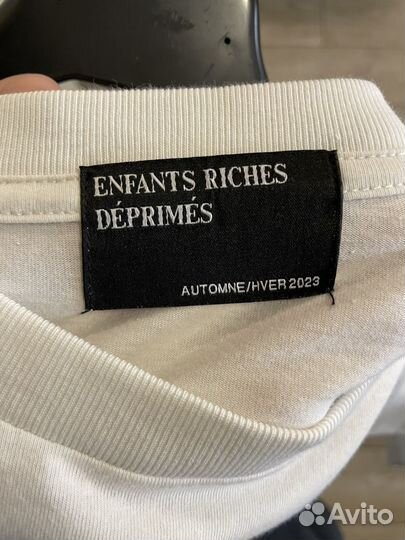 ENFANTS RICHES
DÉPRIMÉS
AUTOMNE/HVER 2023
Avito